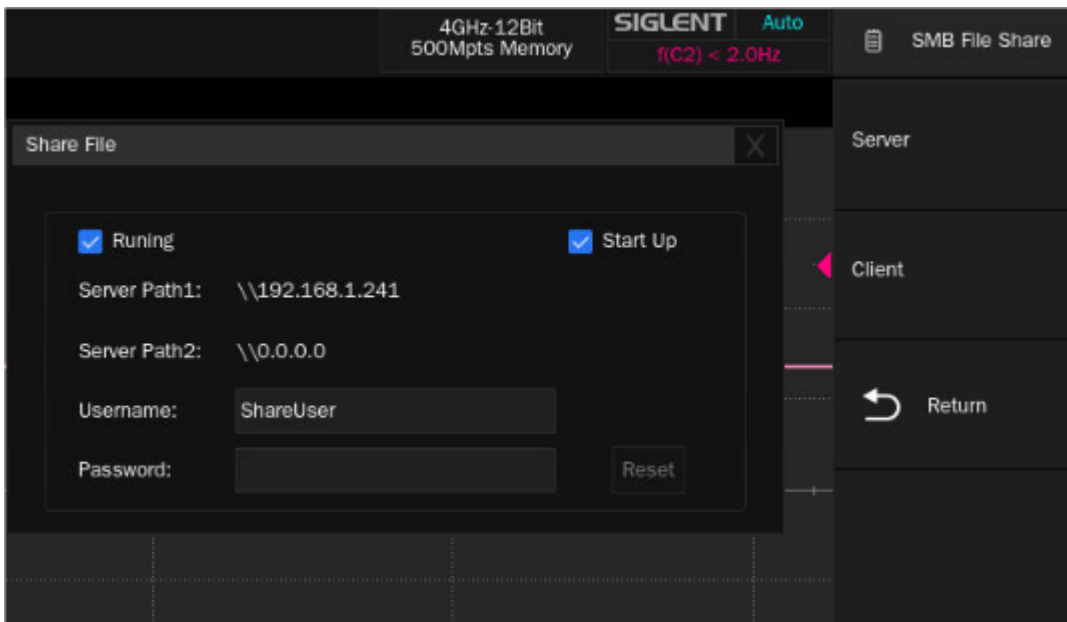 4GHz-12Bit
500Mpts Memory
SIGLENT Auto
f(C2) < 2.0Hz
SMB File Share
Share File
X
Server
Runing
Start Up
Server Path1: \\192.168.1.241
Client
Server Path2: \\0.0.0.0
Username: ShareUser
Return
Password:
Reset